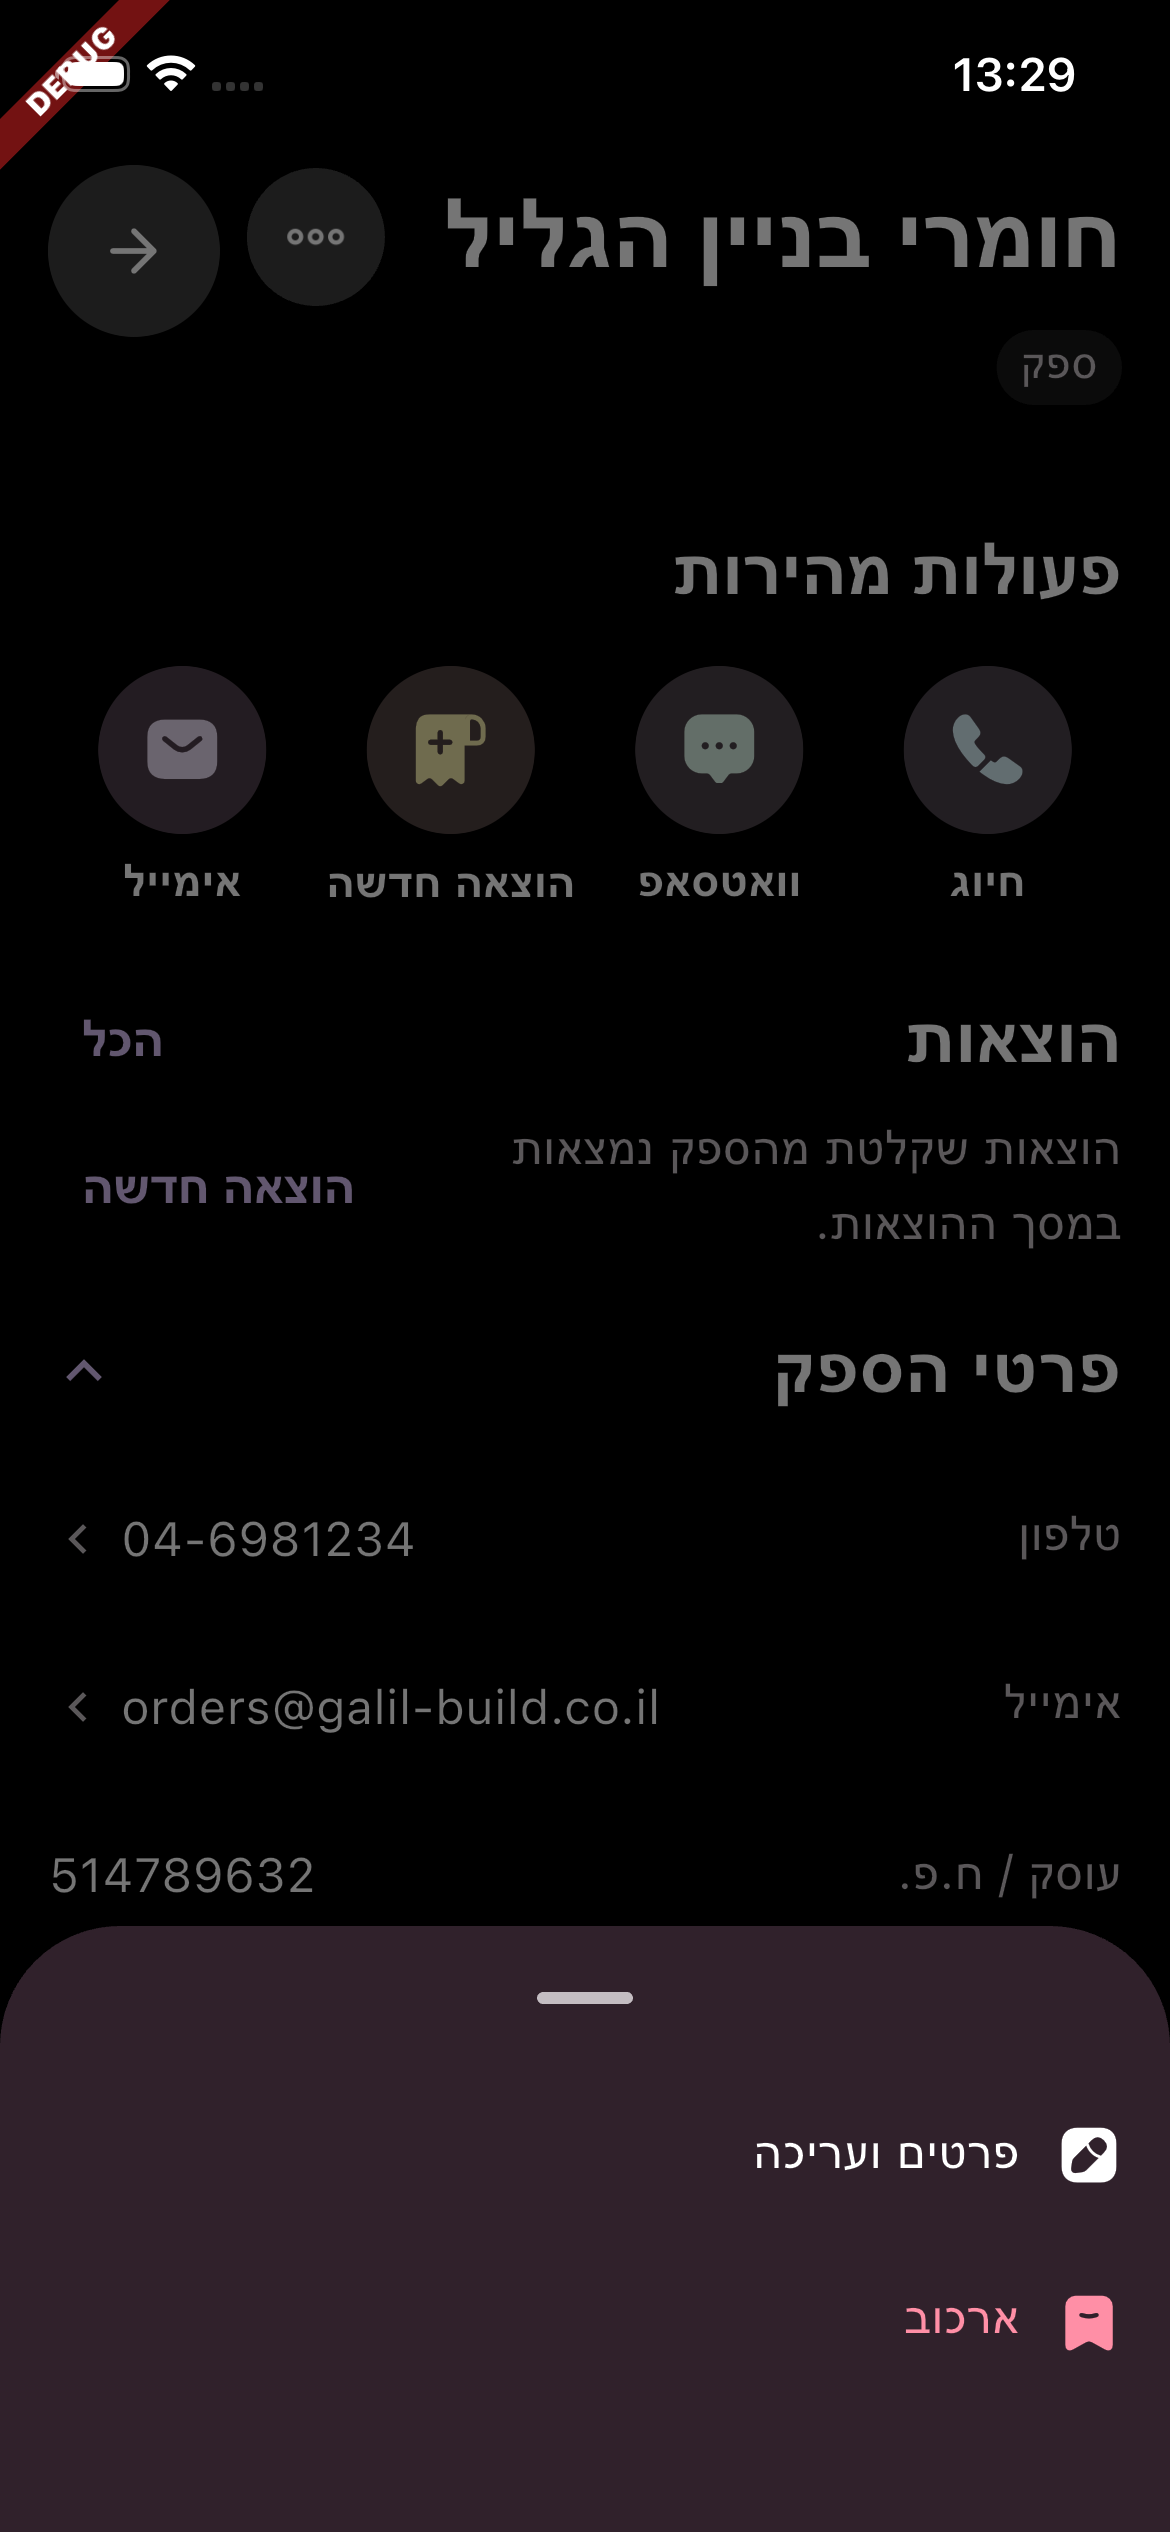 DEBUG
13:29
חומרי בניין הגליל
ספק
פעולות מהירות
חיוג
וואטסאפ
הוצאה חדשה
אימייל
הוצאות
הכל
הוצאות שקלטת מהספק נמצאות
במסך ההוצאות.
הוצאה חדשה
פרטי הספק
טלפון
04-6981234
אימייל
orders@galil-build.co.il
עוסק / ח.פ.
514789632
פרטים ועריכה
ארכוב